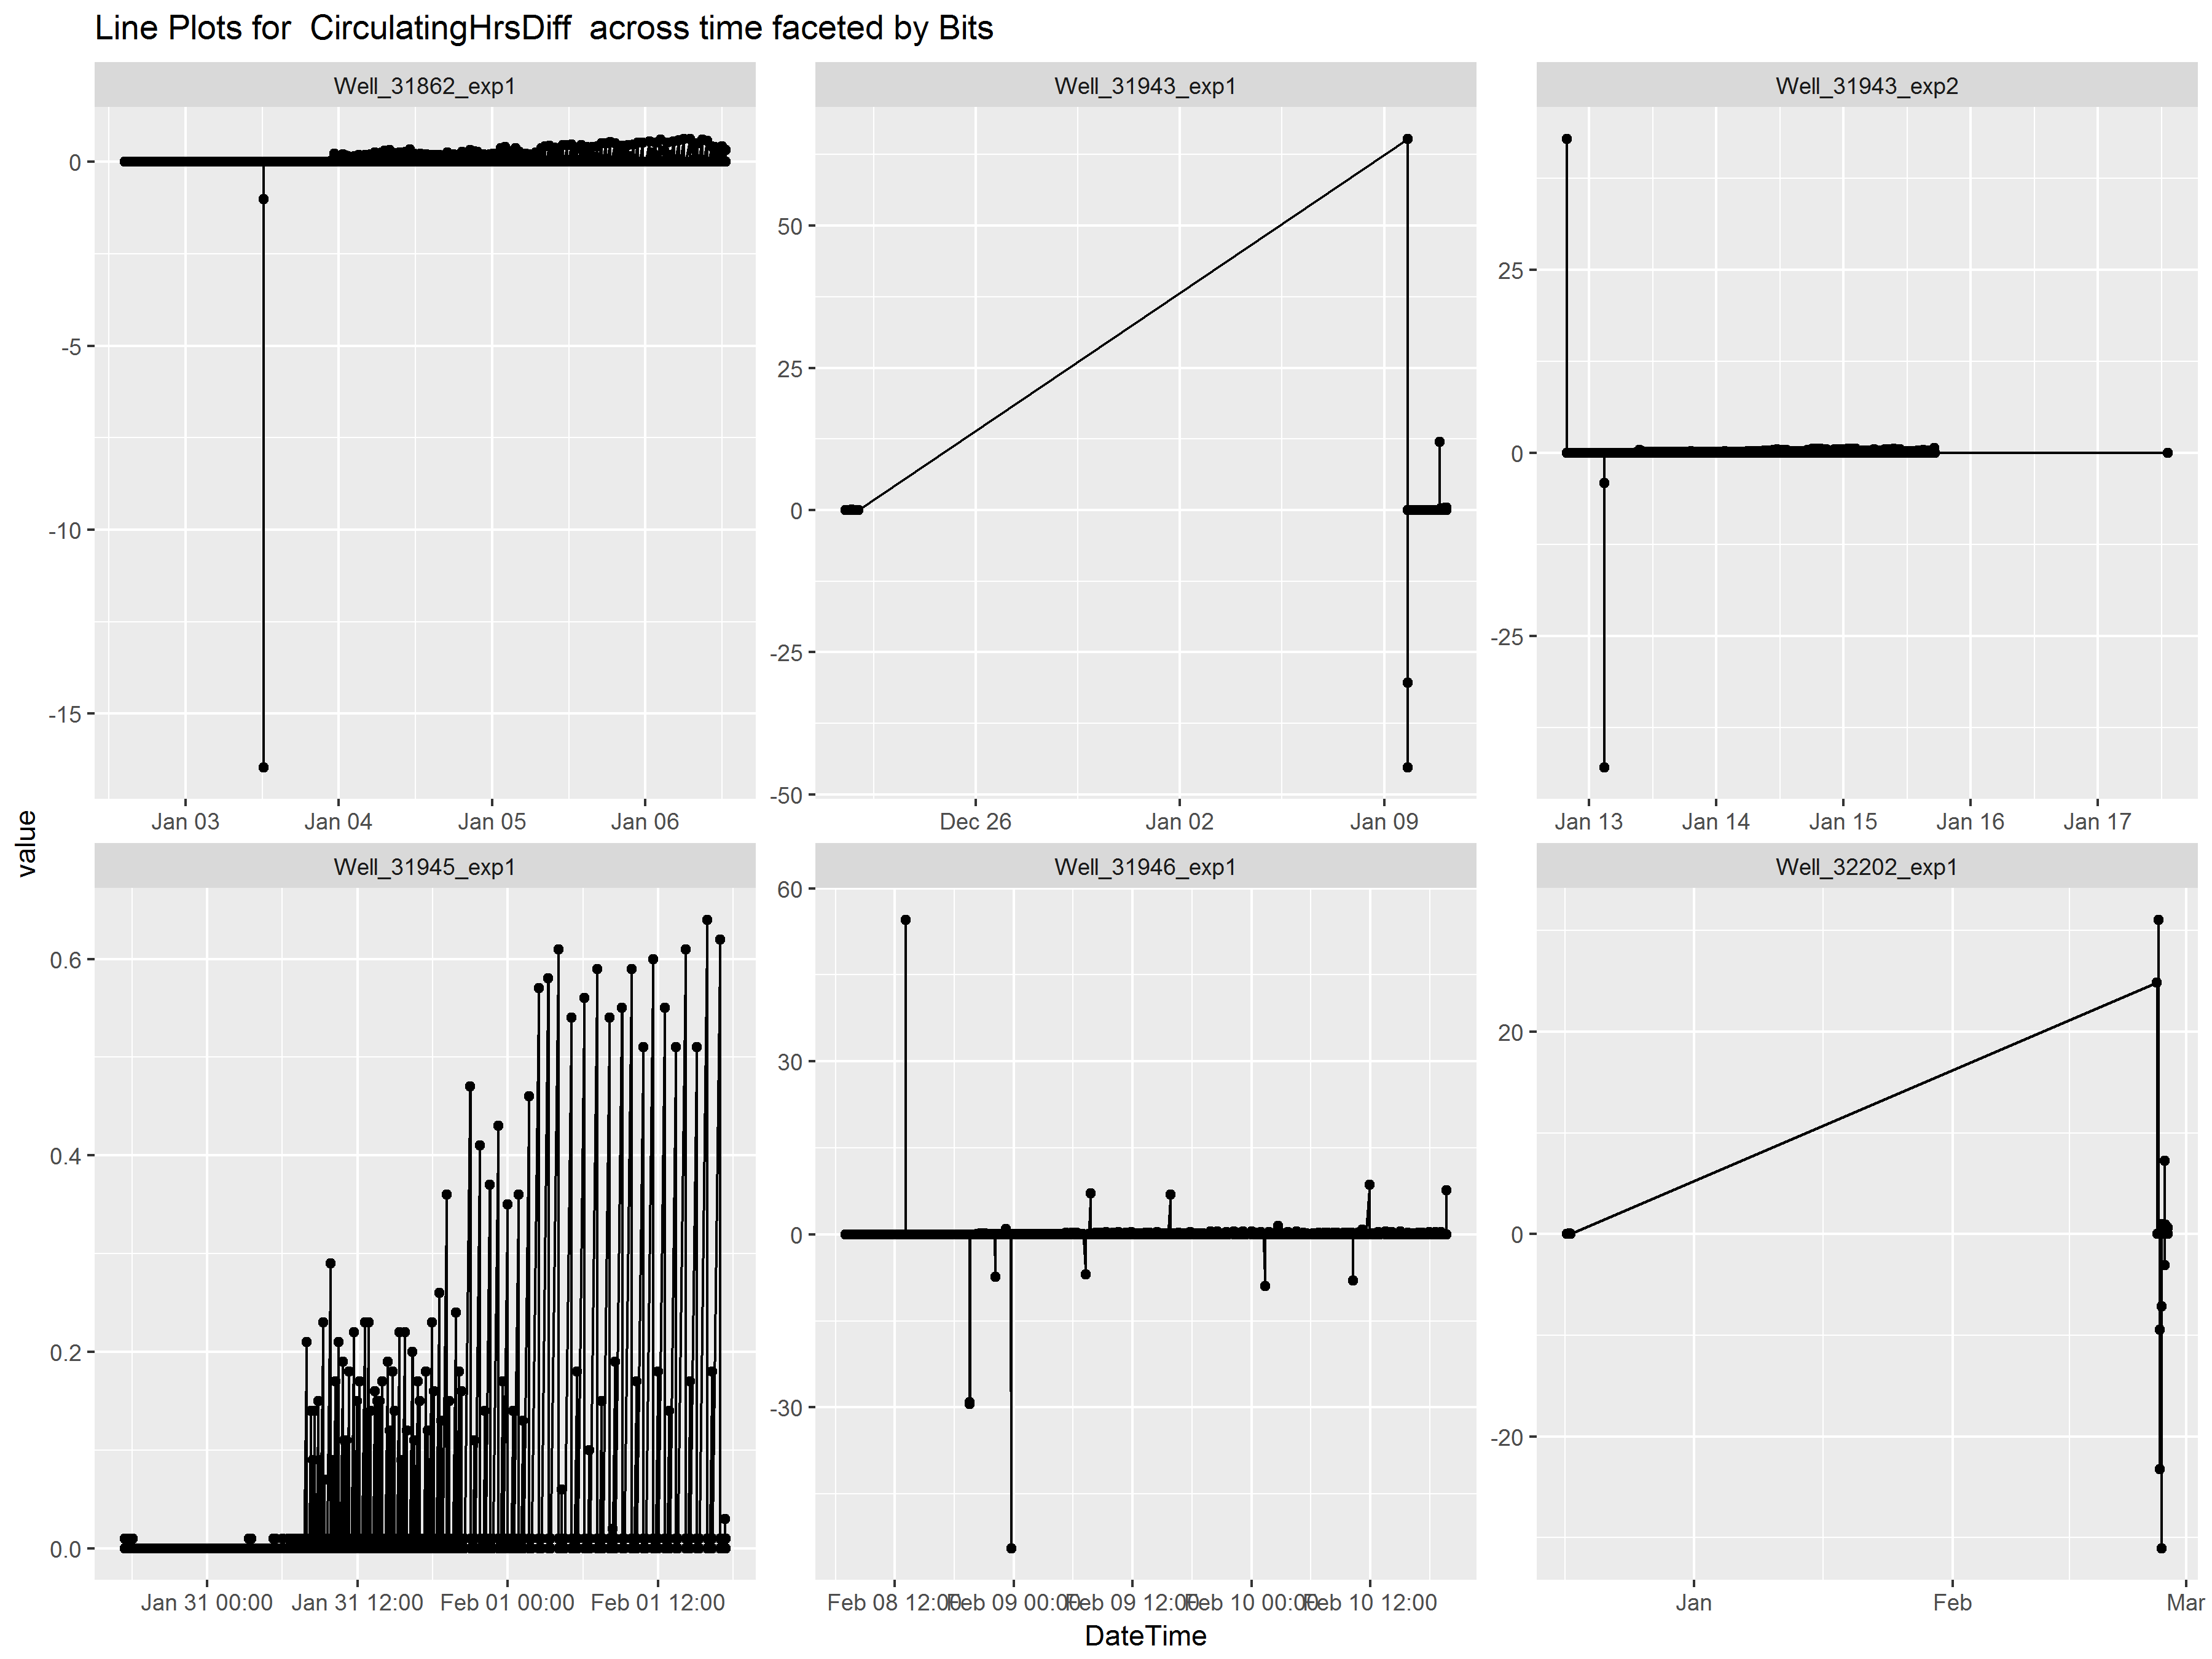 Line Plots for  CirculatingHrsDiff  across time faceted by Bits
Well_31862_exp1
Well_31943_exp1
Well_31943_exp2
0
-5
-10
-15
50
25
0
-25
-50
25
0
-25
Jan 03 Jan 04 Jan 05 Jan 06
Dec 26 Jan 02 Jan 09
Jan 13 Jan 14 Jan 15 Jan 16 Jan 17
value
Well_31945_exp1
Well_31946_exp1
Well_32202_exp1
0.6
0.4
0.2
0.0
60
30
0
-30
20
0
-20
Jan 31 00:00 Jan 31 12:00 Feb 01 00:00 Feb 01 12:00
Feb 08 12:00 Feb 09 00:00 Feb 09 12:00 Feb 10 00:00 Feb 10 12:00
Jan Feb Mar
DateTime